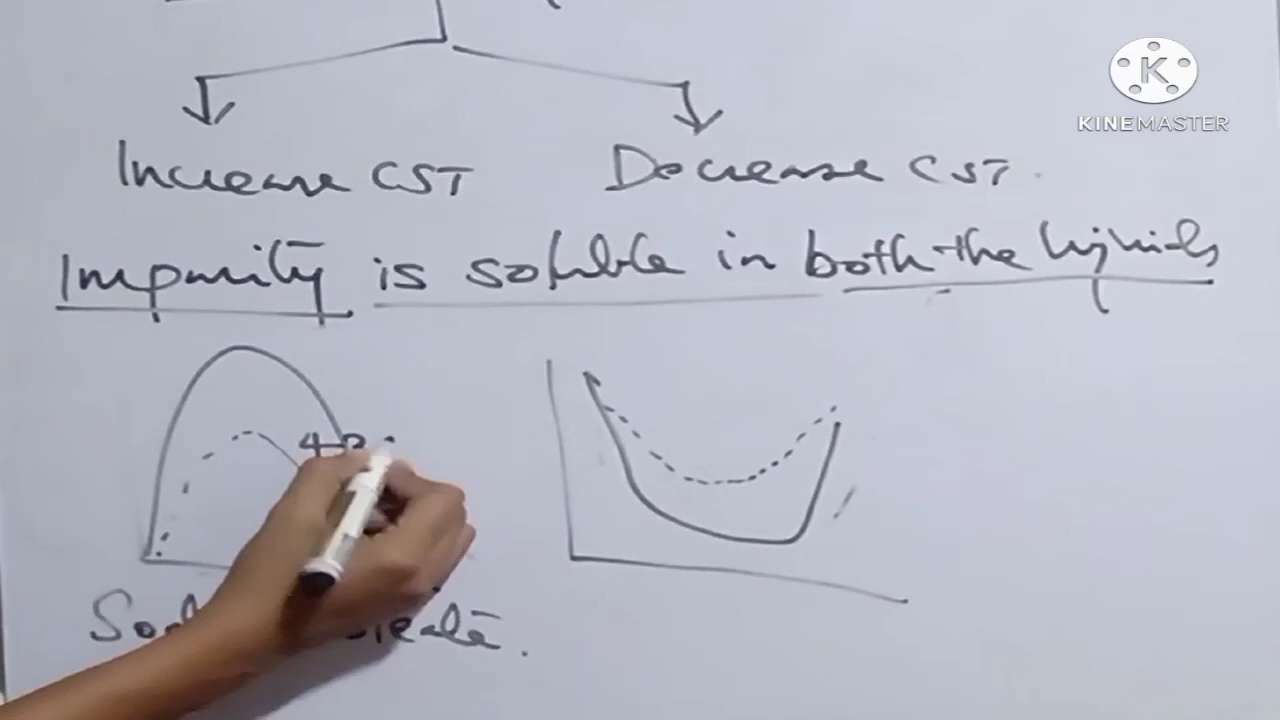 KINEMASTER
Increase CST Decrease CST.
Impurity is soluble in both the liquids